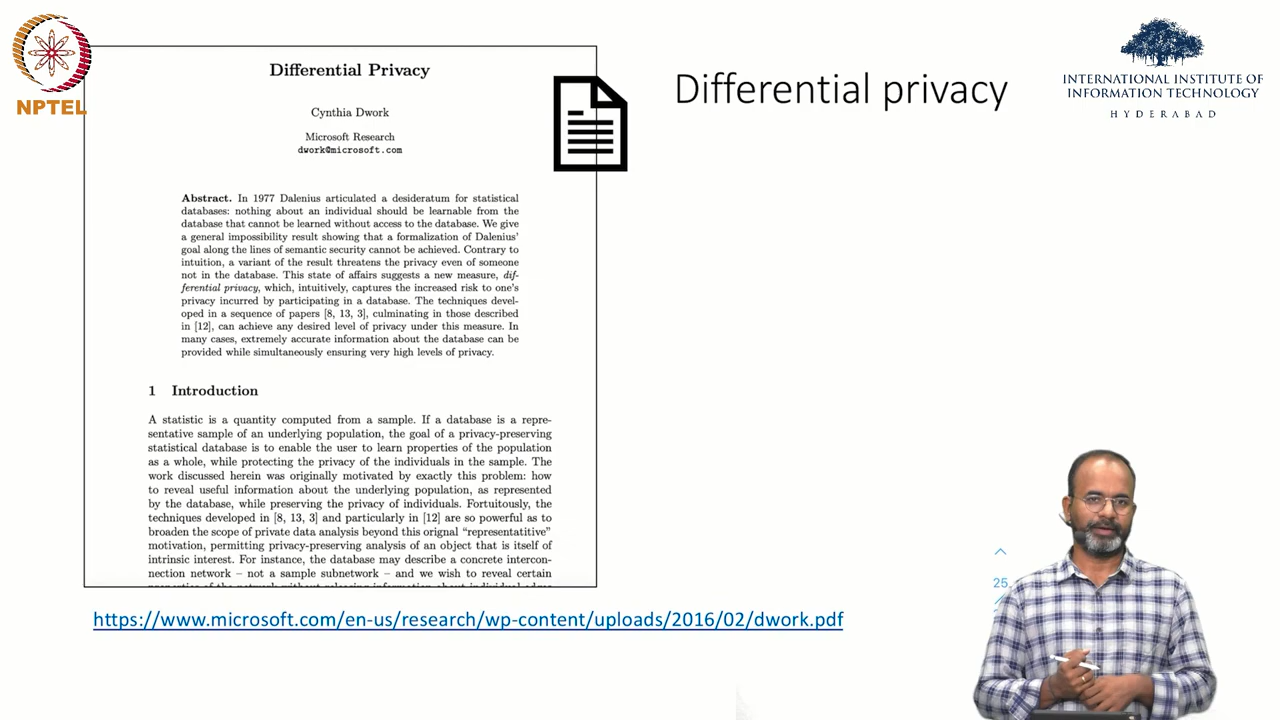 NPTEL
Differential Privacy
Cynthia Dwork
Microsoft Research
dwork@microsoft.com
Abstract. In 1977 Dalenius articulated a desideratum for statistical
databases: nothing about an individual should be learnable from the
database that cannot be learned without access to the database. We give
a general impossibility result showing that a formalization of Dalenius'
goal along the lines of semantic security cannot be achieved. Contrary to
intuition, a variant of the result threatens the privacy even of someone
not in the database. This state of affairs suggests a new measure, dif-
ferential privacy, which, intuitively, captures the increased risk to one's
privacy incurred by participating in a database. The techniques devel-
oped in a sequence of papers [8, 13, 3], culminating in those described
in [12], can achieve any desired level of privacy under this measure. In
many cases, extremely accurate information about the database can be
provided while simultaneously ensuring very high levels of privacy.
1 Introduction
A statistic is a quantity computed from a sample. If a database is a repre-
sentative sample of an underlying population, the goal of a privacy-preserving
statistical database is to enable the user to learn properties of the population
as a whole, while protecting the privacy of the individuals in the sample. The
work discussed herein was originally motivated by exactly this problem: how
to reveal useful information about the underlying population, as represented
by the database, while preserving the privacy of individuals. Fortuitously, the
techniques developed in [8, 13, 3] and particularly in [12] are so powerful as to
broaden the scope of private data analysis beyond this orignal “representatitive”
motivation, permitting privacy-preserving analysis of an object that is itself of
intrinsic interest. For instance, the database may describe a concrete intercon-
nection network – not a sample subnetwork – and we wish to reveal certain
https://www.microsoft.com/en-us/research/wp-content/uploads/2016/02/dwork.pdf
Differential privacy
INTERNATIONAL INSTITUTE OF
INFORMATION TECHNOLOGY
HYDERABAD
25